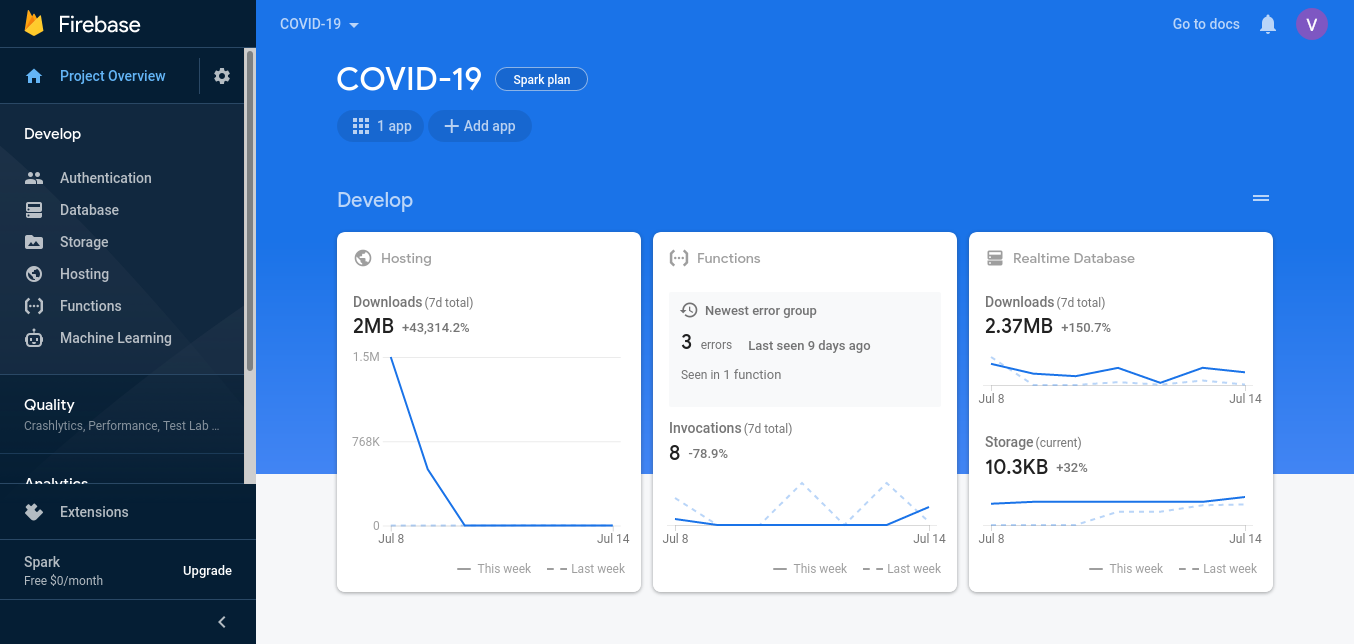 Firebase
COVID-19
Go to docs
V
Project Overview
COVID-19
Spark plan
1 app
Add app
Develop
Authentication
Database
Storage
Hosting
Functions
Machine Learning
Quality
Crashlytics, Performance, Test Lab ...
Analytics
Extensions
Spark
Free $0/month
Upgrade
Develop
Hosting
Downloads (7d total)
2MB +43,314.2%
1.5M
768K
0
Jul 8 Jul 14
This week Last week
Functions
Newest error group
3 errors Last seen 9 days ago
Seen in 1 function
Invocations (7d total)
8 -78.9%
Jul 8 Jul 14
This week Last week
Realtime Database
Downloads (7d total)
2.37MB +150.7%
Jul 8 Jul 14
Storage (current)
10.3KB +32%
Jul 8 Jul 14
This week Last week